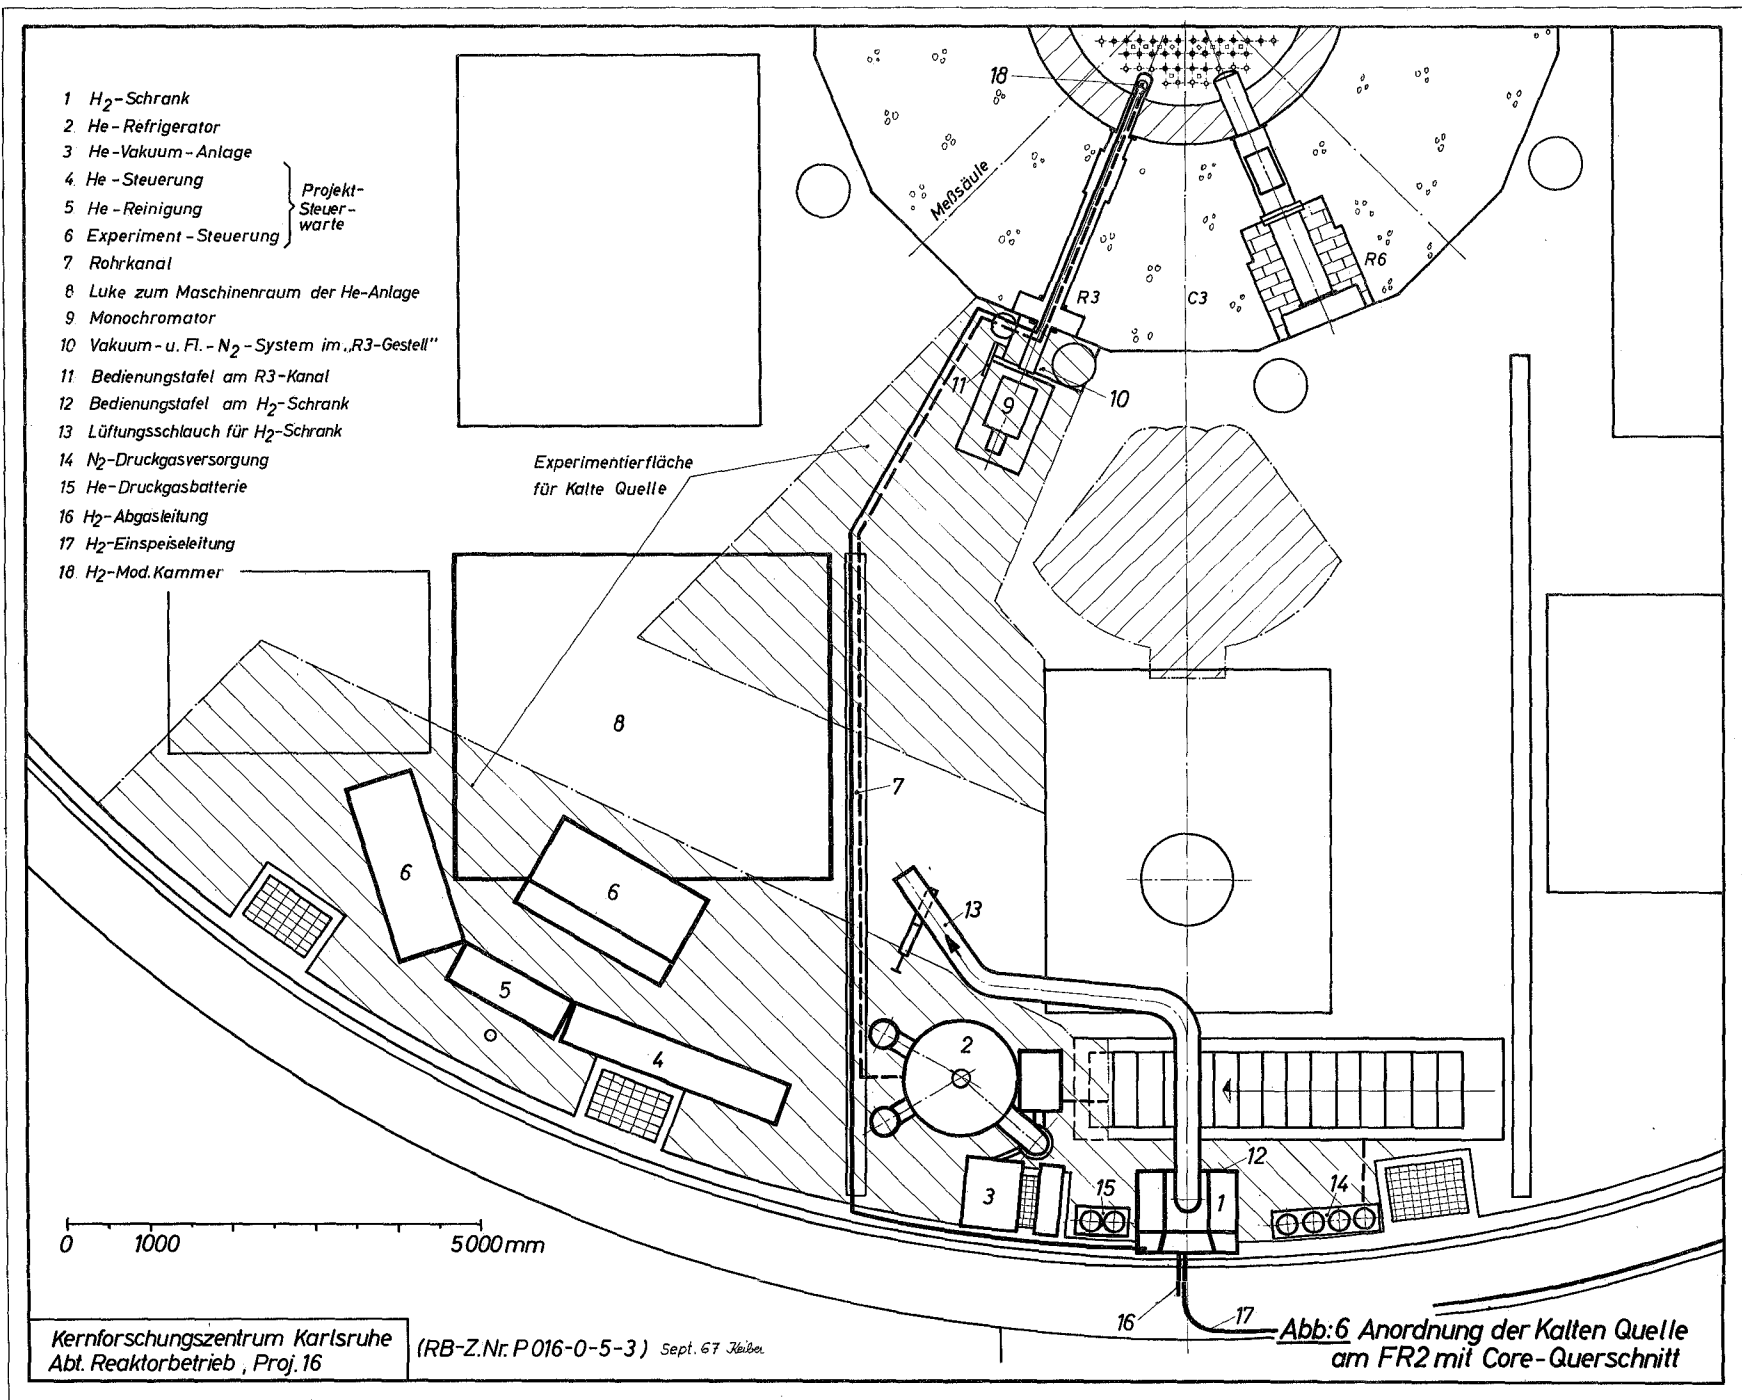 1 H₂-Schrank
2 He-Refrigerator
3 He-Vakuum-Anlage
4 He-Steuerung
5 He-Reinigung
6 Experiment-Steuerung
Projekt-
Steuer-
warte
7 Rohrkanal
8 Luke zum Maschinenraum der He-Anlage
9 Monochromator
10 Vakuum-u. Fl.-N₂-System im „R3-Gestell"
11 Bedienungstafel am R3-Kanal
12 Bedienungstafel am H₂-Schrank
13 Lüftungsschlauch für H₂-Schrank
14 N₂-Druckgasversorgung
15 He-Druckgasbatterie
16 H₂-Abgasleitung
17 H₂-Einspeiseleitung
18 H₂-Mod. Kammer
18
Meßsäule
R3
C3
R6
11
9
10
Experimentierfläche
für Kalte Quelle
8
7
6
6
13
5
4
2
3
15
12
1
14
16
17
0 1000 5000mm
Kernforschungszentrum Karlsruhe
Abt. Reaktorbetrieb, Proj. 16
(RB-Z.Nr. P016-0-5-3) Sept. 67
Abb:6 Anordnung der Kalten Quelle
am FR2 mit Core-Querschnitt